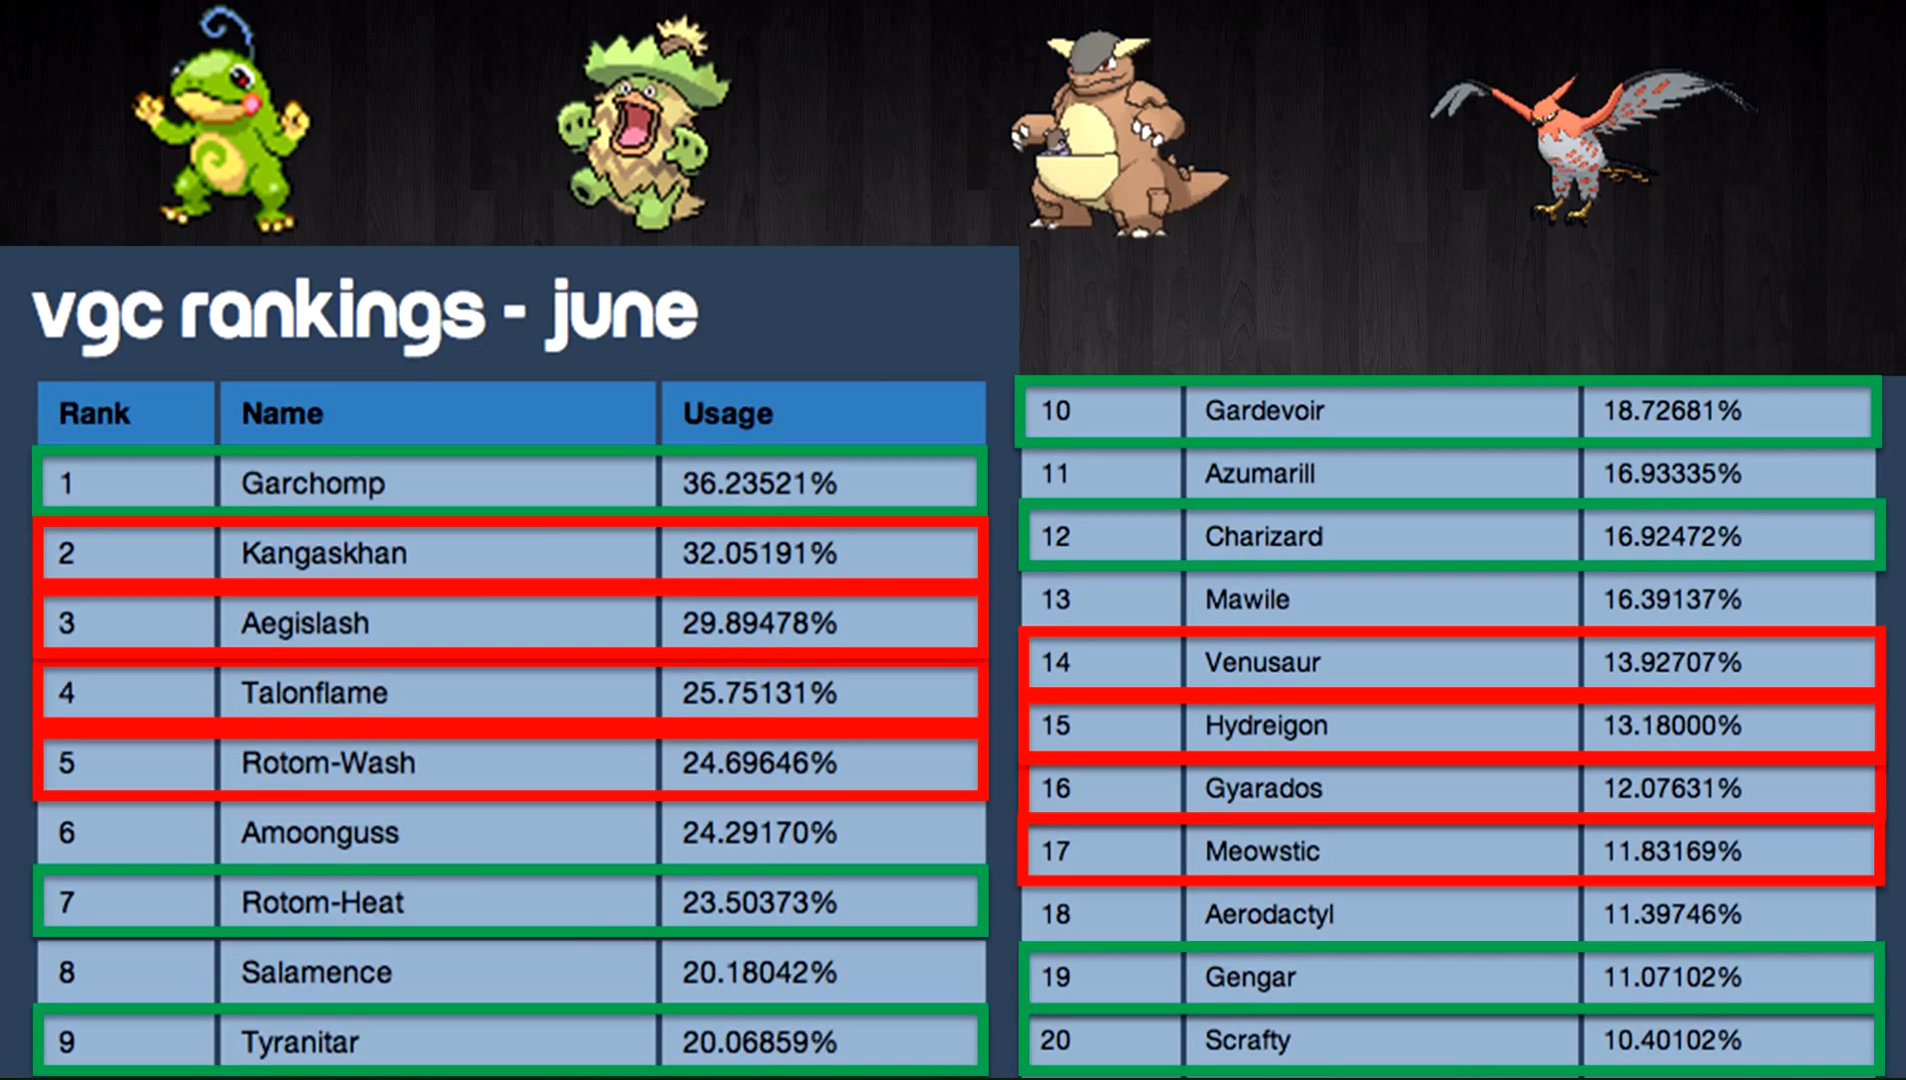 vgc rankings - june
Rank Name Usage
1 Garchomp 36.23521%
2 Kangaskhan 32.05191%
3 Aegislash 29.89478%
4 Talonflame 25.75131%
5 Rotom-Wash 24.69646%
6 Amoonguss 24.29170%
7 Rotom-Heat 23.50373%
8 Salamence 20.18042%
9 Tyranitar 20.06859%
10 Gardevoir 18.72681%
11 Azumarill 16.93335%
12 Charizard 16.92472%
13 Mawile 16.39137%
14 Venusaur 13.92707%
15 Hydreigon 13.18000%
16 Gyarados 12.07631%
17 Meowstic 11.83169%
18 Aerodactyl 11.39746%
19 Gengar 11.07102%
20 Scrafty 10.40102%